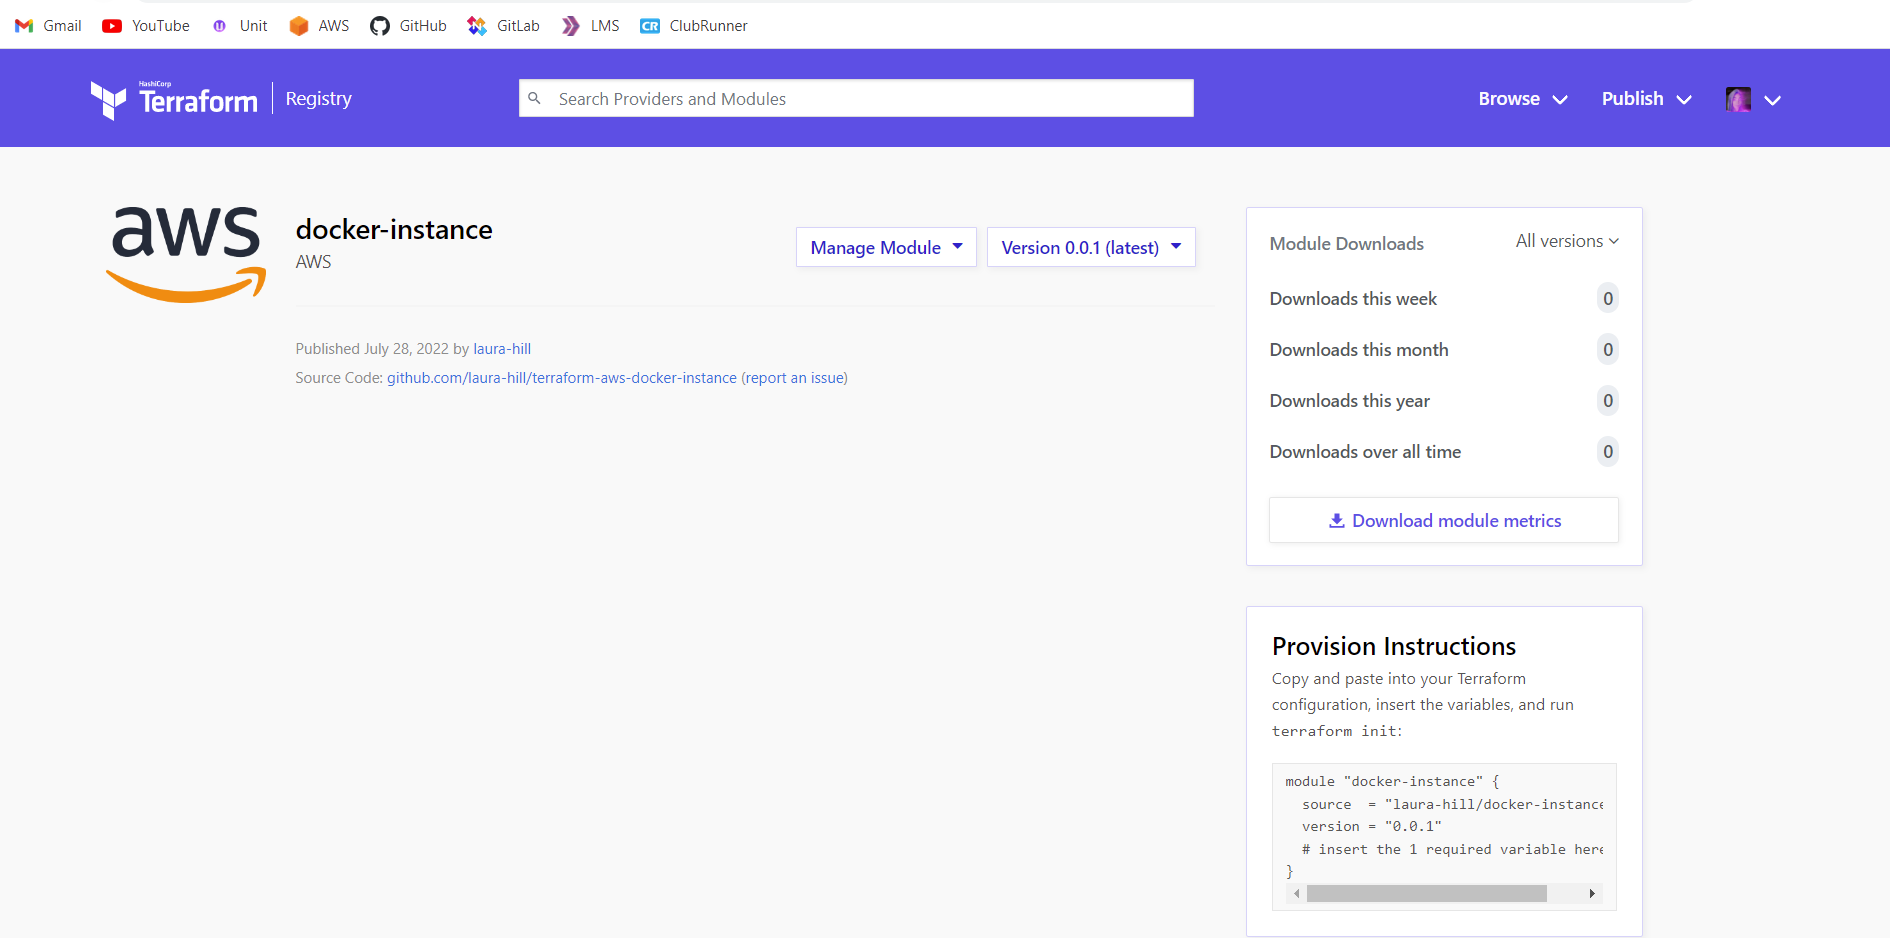 Gmail YouTube Unit AWS GitHub GitLab LMS ClubRunner
HashiCorp
Terraform Registry
Search Providers and Modules
Browse Publish
aws
docker-instance
AWS
Manage Module
Version 0.0.1 (latest)
Published July 28, 2022 by laura-hill
Source Code: github.com/laura-hill/terraform-aws-docker-instance (report an issue)
Module Downloads All versions
Downloads this week 0
Downloads this month 0
Downloads this year 0
Downloads over all time 0
Download module metrics
Provision Instructions
Copy and paste into your Terraform
configuration, insert the variables, and run
terraform init:
module "docker-instance" {
source = "laura-hill/docker-instance
version = "0.0.1"
# insert the 1 required variable here
}